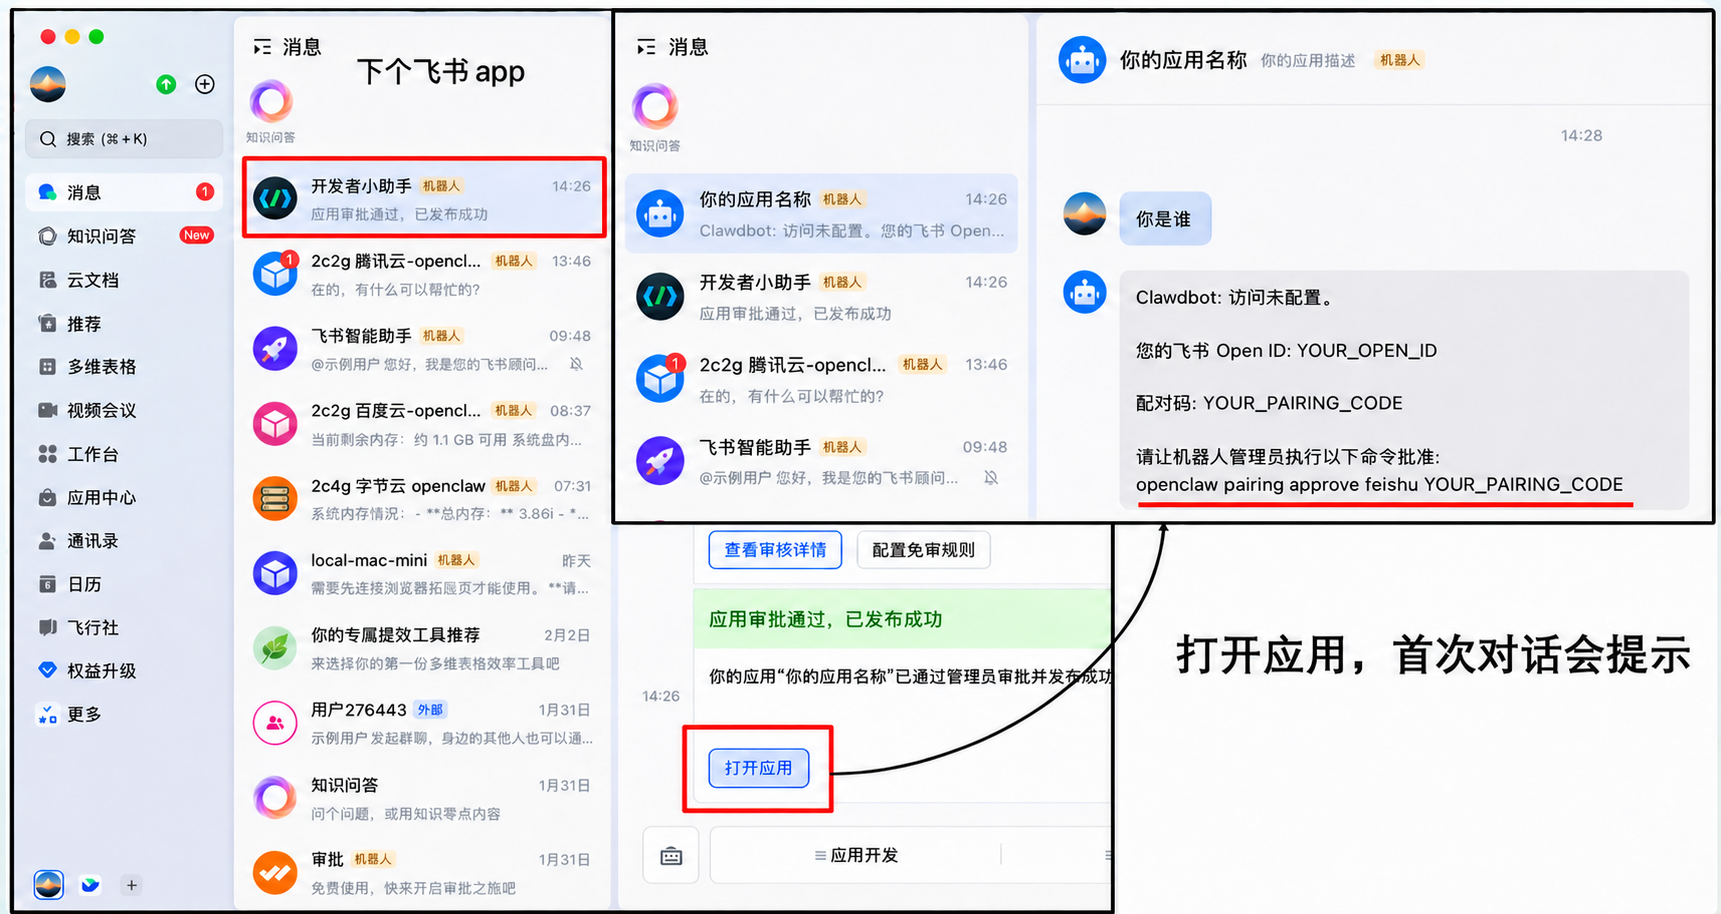 搜索 (⌘+K)
消息
1
知识问答
New
云文档
推荐
多维表格
视频会议
工作台
应用中心
通讯录
6
日历
飞行社
权益升级
更多
消息
下个飞书 app
知识问答
开发者小助手 机器人 14:26
应用审批通过，已发布成功
1
2c2g 腾讯云-opencl... 机器人 13:46
在的，有什么可以帮忙的?
飞书智能助手 机器人 09:48
@示例用户 您好，我是您的飞书顾问...
2c2g 百度云-opencl... 机器人 08:37
当前剩余内存：约 1.1 GB 可用 系统盘内...
2c4g 字节云 openclaw 机器人 07:31
系统内存情况： - **总内存： ** 3.86i - *...
local-mac-mini 机器人 昨天
需要先连接浏览器拓展页才能使用。**请...
你的专属提效工具推荐 2月2日
来选择你的第一份多维表格效率工具吧
用户276443 外部 1月31日
示例用户 发起群聊，身边的其他人也可以通...
知识问答 1月31日
问个问题，或用知识零点内容
审批 机器人 1月31日
免费使用，快来开启审批之旅吧
消息
知识问答
你的应用名称 机器人 14:26
Clawdbot: 访问未配置。您的飞书 Open...
开发者小助手 机器人 14:26
应用审批通过，已发布成功
1
2c2g 腾讯云-opencl... 机器人 13:46
在的，有什么可以帮忙的?
飞书智能助手 机器人 09:48
@示例用户 您好，我是您的飞书顾问...
你的应用名称 你的应用描述 机器人
14:28
你是谁
Clawdbot: 访问未配置。
您的飞书 Open ID: YOUR_OPEN_ID
配对码: YOUR_PAIRING_CODE
请让机器人管理员执行以下命令批准:
openclaw pairing approve feishu YOUR_PAIRING_CODE
查看审核详情
配置免审规则
应用审批通过，已发布成功
你的应用“你的应用名称”已通过管理员审批并发布成功
14:26
打开应用
应用开发
打开应用，首次对话会提示